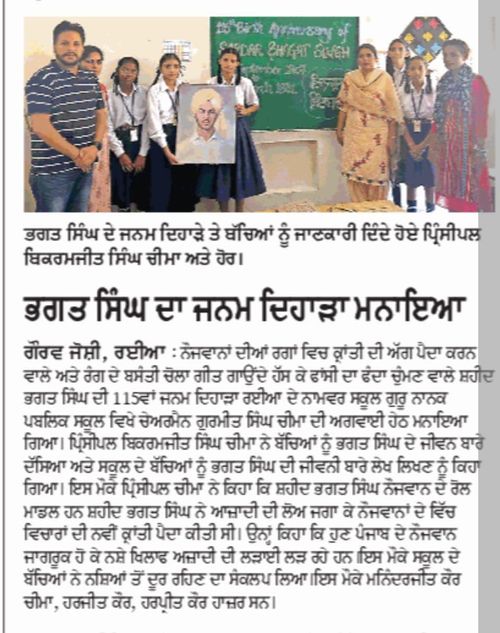 115th Birth Anniversary of
SARDAR BHAGAT SINGH
ਭਗਤ ਸਿੰਘ ਦੇ ਜਨਮ ਦਿਹਾੜੇ ਤੇ ਬੱਚਿਆਂ ਨੂੰ ਜਾਣਕਾਰੀ ਦਿੰਦੇ ਹੋਏ ਪ੍ਰਿੰਸੀਪਲ
ਬਿਕਰਮਜੀਤ ਸਿੰਘ ਚੀਮਾ ਅਤੇ ਹੋਰ।
ਭਗਤ ਸਿੰਘ ਦਾ ਜਨਮ ਦਿਹਾੜਾ ਮਨਾਇਆ
ਗੌਰਵ ਜੋਸ਼ੀ, ਰਈਆ : ਨੌਜਵਾਨਾਂ ਦੀਆਂ ਰਗਾਂ ਵਿਚ ਕ੍ਰਾਂਤੀ ਦੀ ਅੱਗ ਪੈਦਾ ਕਰਨ
ਵਾਲੇ ਅਤੇ ਰੰਗ ਦੇ ਬਸੰਤੀ ਚੋਲਾ ਗੀਤ ਗਾਉਂਦੇ ਹੱਸ ਕੇ ਫਾਂਸੀ ਦਾ ਫੰਦਾ ਚੁੰਮਣ ਵਾਲੇ ਸ਼ਹੀਦ
ਭਗਤ ਸਿੰਘ ਦੀ 115ਵਾਂ ਜਨਮ ਦਿਹਾੜਾ ਰਈਆ ਦੇ ਨਾਮਵਰ ਸਕੂਲ ਗੁਰੂ ਨਾਨਕ
ਪਬਲਿਕ ਸਕੂਲ ਵਿਖੇ ਚੇਅਰਮੈਨ ਗੁਰਮੀਤ ਸਿੰਘ ਚੀਮਾ ਦੀ ਅਗਵਾਈ ਹੇਠ ਮਨਾਇਆ
ਗਿਆ। ਪ੍ਰਿੰਸੀਪਲ ਬਿਕਰਮਜੀਤ ਸਿੰਘ ਚੀਮਾ ਨੇ ਬੱਚਿਆਂ ਨੂੰ ਭਗਤ ਸਿੰਘ ਦੇ ਜੀਵਨ ਬਾਰੇ
ਦੱਸਿਆ ਅਤੇ ਸਕੂਲ ਦੇ ਬੱਚਿਆਂ ਨੂੰ ਭਗਤ ਸਿੰਘ ਦੀ ਜੀਵਨੀ ਬਾਰੇ ਲੇਖ ਲਿਖਣ ਨੂੰ ਕਿਹਾ
ਗਿਆ। ਇਸ ਮੌਕੇ ਪ੍ਰਿੰਸੀਪਲ ਚੀਮਾ ਨੇ ਕਿਹਾ ਕਿ ਸ਼ਹੀਦ ਭਗਤ ਸਿੰਘ ਨੌਜਵਾਨ ਦੇ ਰੋਲ
ਮਾਡਲ ਹਨ ਸ਼ਹੀਦ ਭਗਤ ਸਿੰਘ ਨੇ ਆਜ਼ਾਦੀ ਦੀ ਲੋਅ ਜਗਾ ਕੇ ਨੌਜਵਾਨਾਂ ਦੇ ਵਿੱਚ
ਵਿਚਾਰਾਂ ਦੀ ਨਵੀਂ ਕ੍ਰਾਂਤੀ ਪੈਦਾ ਕੀਤੀ ਸੀ। ਉਨ੍ਹਾਂ ਕਿਹਾ ਕਿ ਹੁਣ ਪੰਜਾਬ ਦੇ ਨੌਜਵਾਨ
ਜਾਗਰੂਕ ਹੋ ਕੇ ਨਸ਼ੇ ਖਿਲਾਫ ਅਜ਼ਾਦੀ ਦੀ ਲੜਾਈ ਲੜ ਰਹੇ ਹਨ।ਇਸ ਮੌਕੇ ਸਕੂਲ ਦੇ
ਬੱਚਿਆਂ ਨੇ ਨਸ਼ਿਆਂ ਤੋਂ ਦੂਰ ਰਹਿਣ ਦਾ ਸੰਕਲਪ ਲਿਆ।ਇਸ ਮੌਕੇ ਮਨਿੰਦਰਜੀਤ ਕੌਰ
ਚੀਮਾ, ਹਰਜੀਤ ਕੌਰ, ਹਰਪ੍ਰੀਤ ਕੌਰ ਹਾਜ਼ਰ ਸਨ।